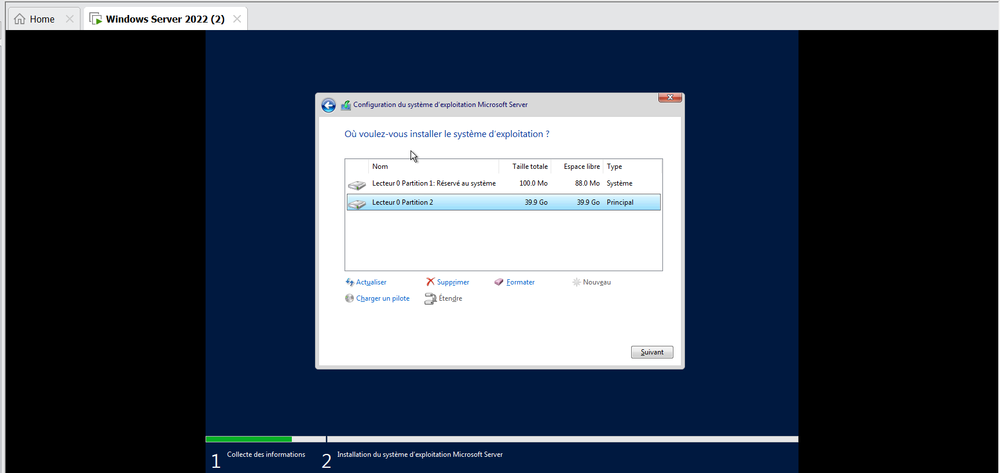 Home
Windows Server 2022 (2)
Configuration du système d'exploitation Microsoft Server
Où voulez-vous installer le système d'exploitation ?
Nom Taille totale Espace libre Type
Lecteur 0 Partition 1: Réservé au système 100.0 Mo 88.0 Mo Système
Lecteur 0 Partition 2 39.9 Go 39.9 Go Principal
Actualiser Supprimer Formater Nouveau
Charger un pilote Étendre
Suivant
1 Collecte des informations 2 Installation du système d'exploitation Microsoft Server